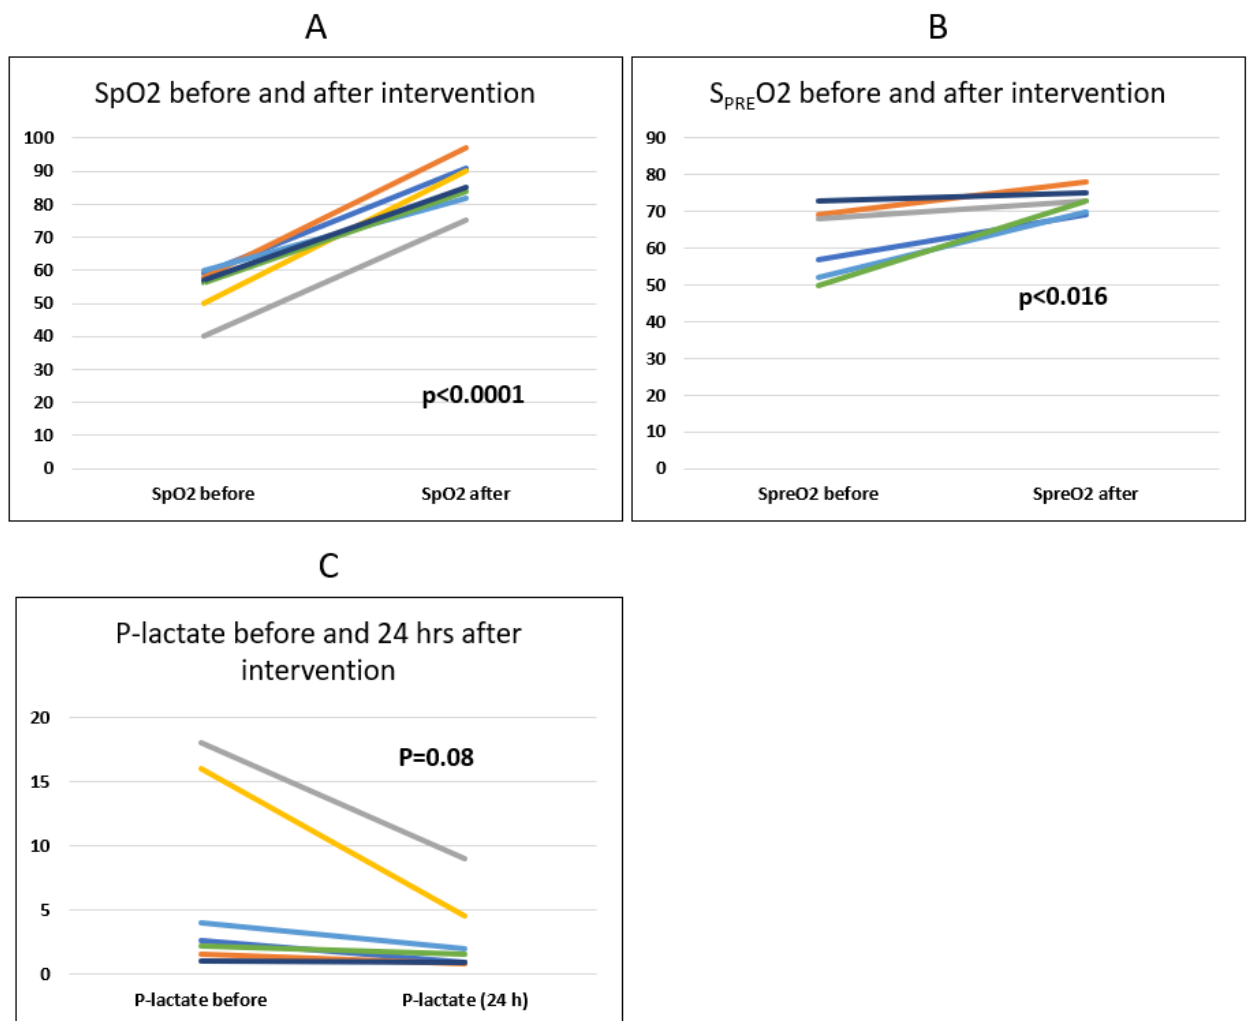 A
SpO2 before and after intervention
100
90
80
70
60
50
40
30
20
10
0
p<0.0001
SpO2 before
SpO2 after
B
SPREO2 before and after intervention
90
80
70
60
50
40
30
20
10
0
p<0.016
SpreO2 before
SpreO2 after
C
P-lactate before and 24 hrs after
intervention
20
15
10
5
0
P=0.08
P-lactate before
P-lactate (24 h)